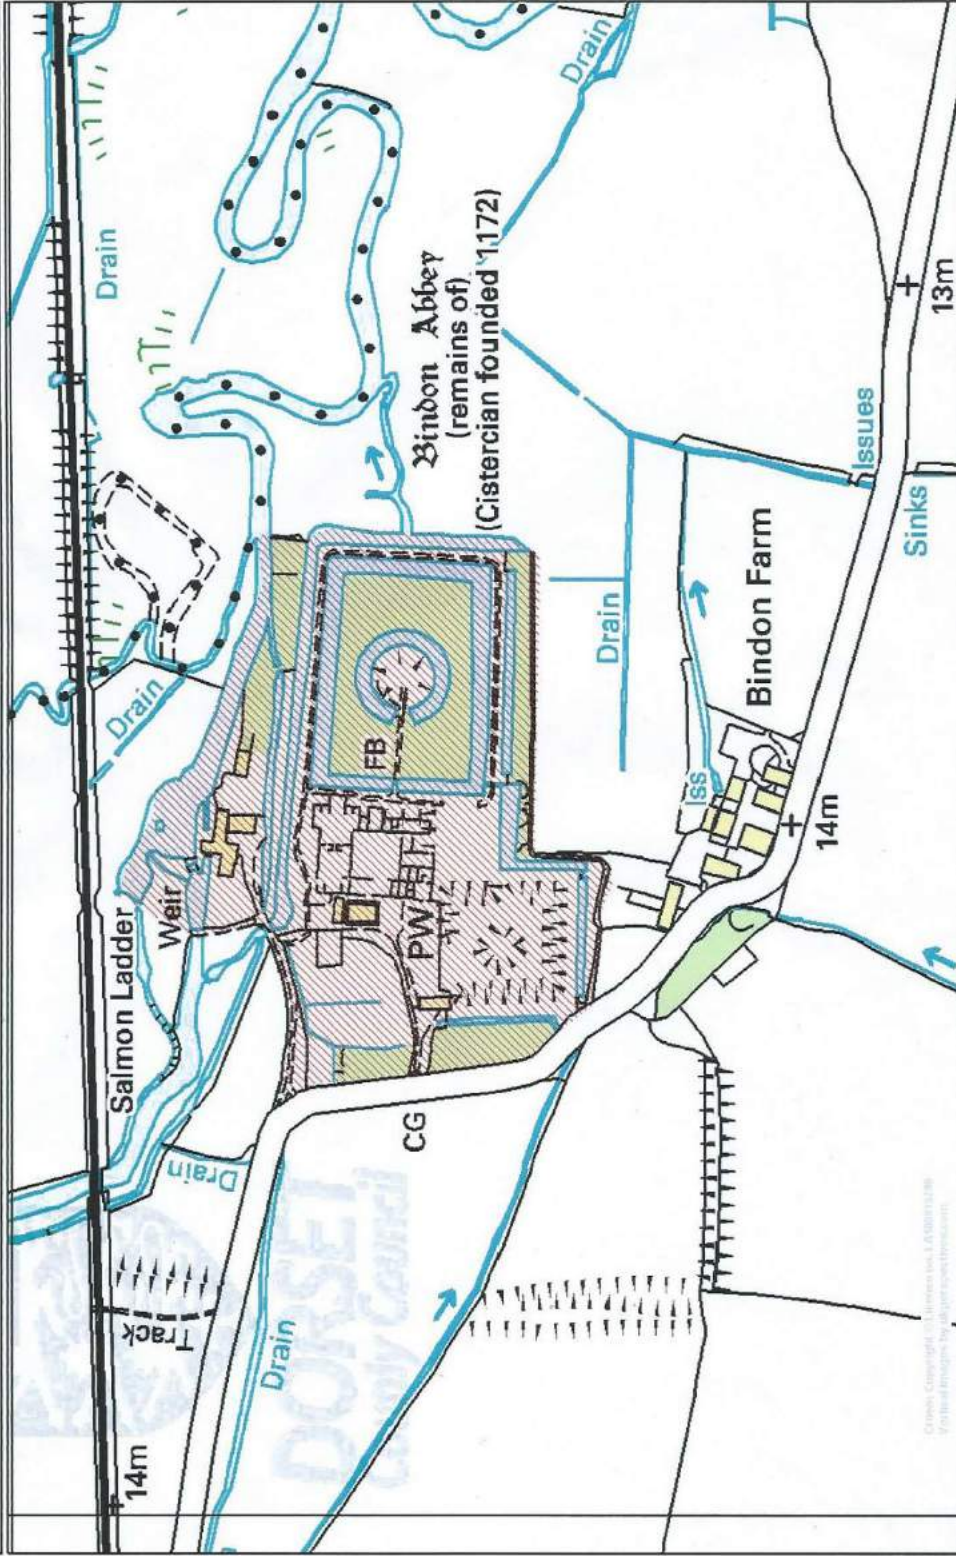 Drain
Drain
Drain
Salmon Ladder
Weir
Bindon Abbey
(remains of)
(Cistercian founded 1172)
FB
PW
CG
Drain
Track
14m
Drain
Drain
Iss
Bindon Farm
Issues
Sinks
13m
14m
DORSET
County Council